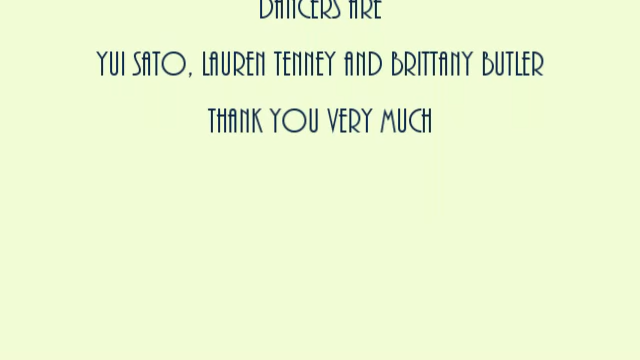 DANCERS ARE
YUI SATO, LAUREN TENNEY AND BRITTANY BUTLER
THANK YOU VERY MUCH